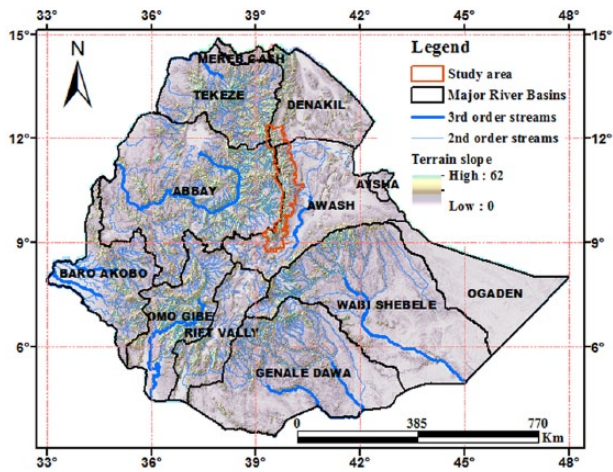 33° 36° 39° 42° 45° 48°
15°
12°
9°
6°
N
MEREB GASH
TEKEZE
DENAKIL
ABBAY
AWASH
AYSHA
BARO AKOBO
OMO GIBE
RIFT VALLY
WABI SHEBELE
OGADEN
GENALE DAWA
Legend
Study area
Major River Basins
3rd order streams
2nd order streams
Terrain slope
High : 62
Low : 0
15°
12°
9°
6°
0 385 770
Km
33° 36° 39° 42° 45° 48°